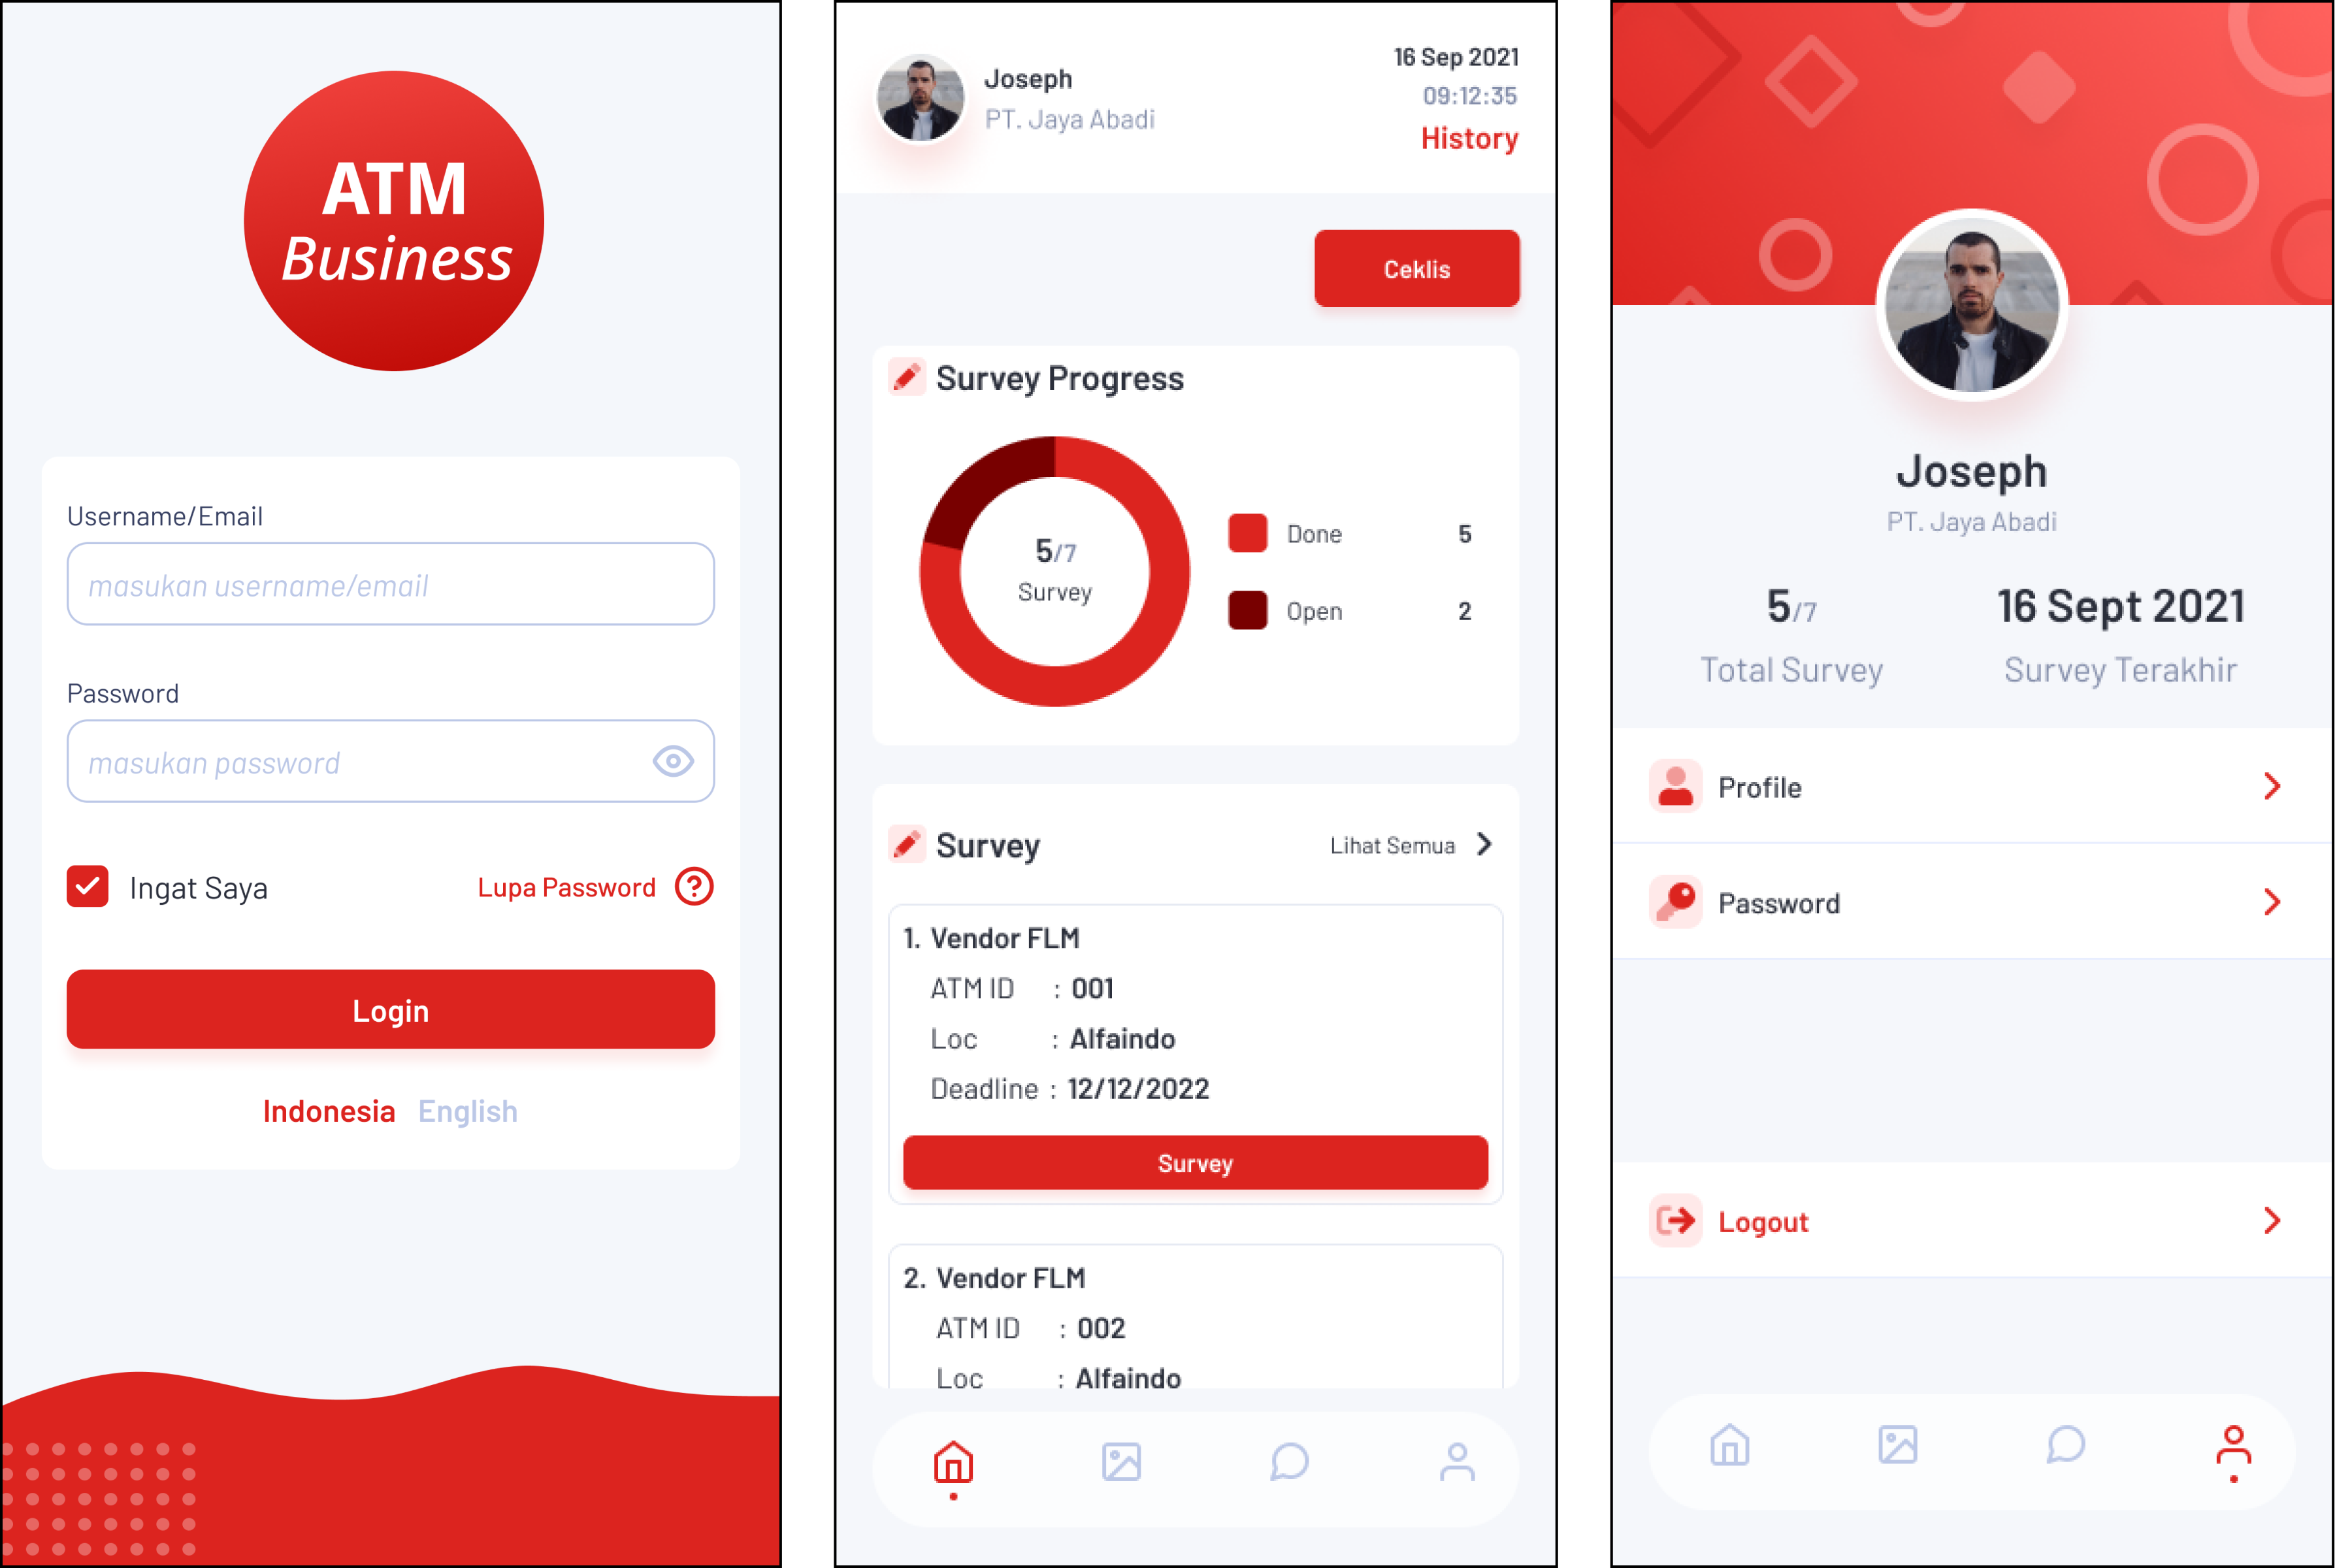 ATM
Business
Username/Email
masukan username/email
Password
masukan password
Ingat Saya
Lupa Password
Login
Indonesia English
Joseph
PT. Jaya Abadi
16 Sep 2021
09:12:35
History
Ceklis
Survey Progress
5/7
Survey
Done 5
Open 2
Survey
Lihat Semua
1. Vendor FLM
ATM ID : 001
Loc : Alfaindo
Deadline : 12/12/2022
Survey
2. Vendor FLM
ATM ID : 002
Loc : Alfaindo
Joseph
PT. Jaya Abadi
5/7
Total Survey
16 Sept 2021
Survey Terakhir
Profile
Password
Logout